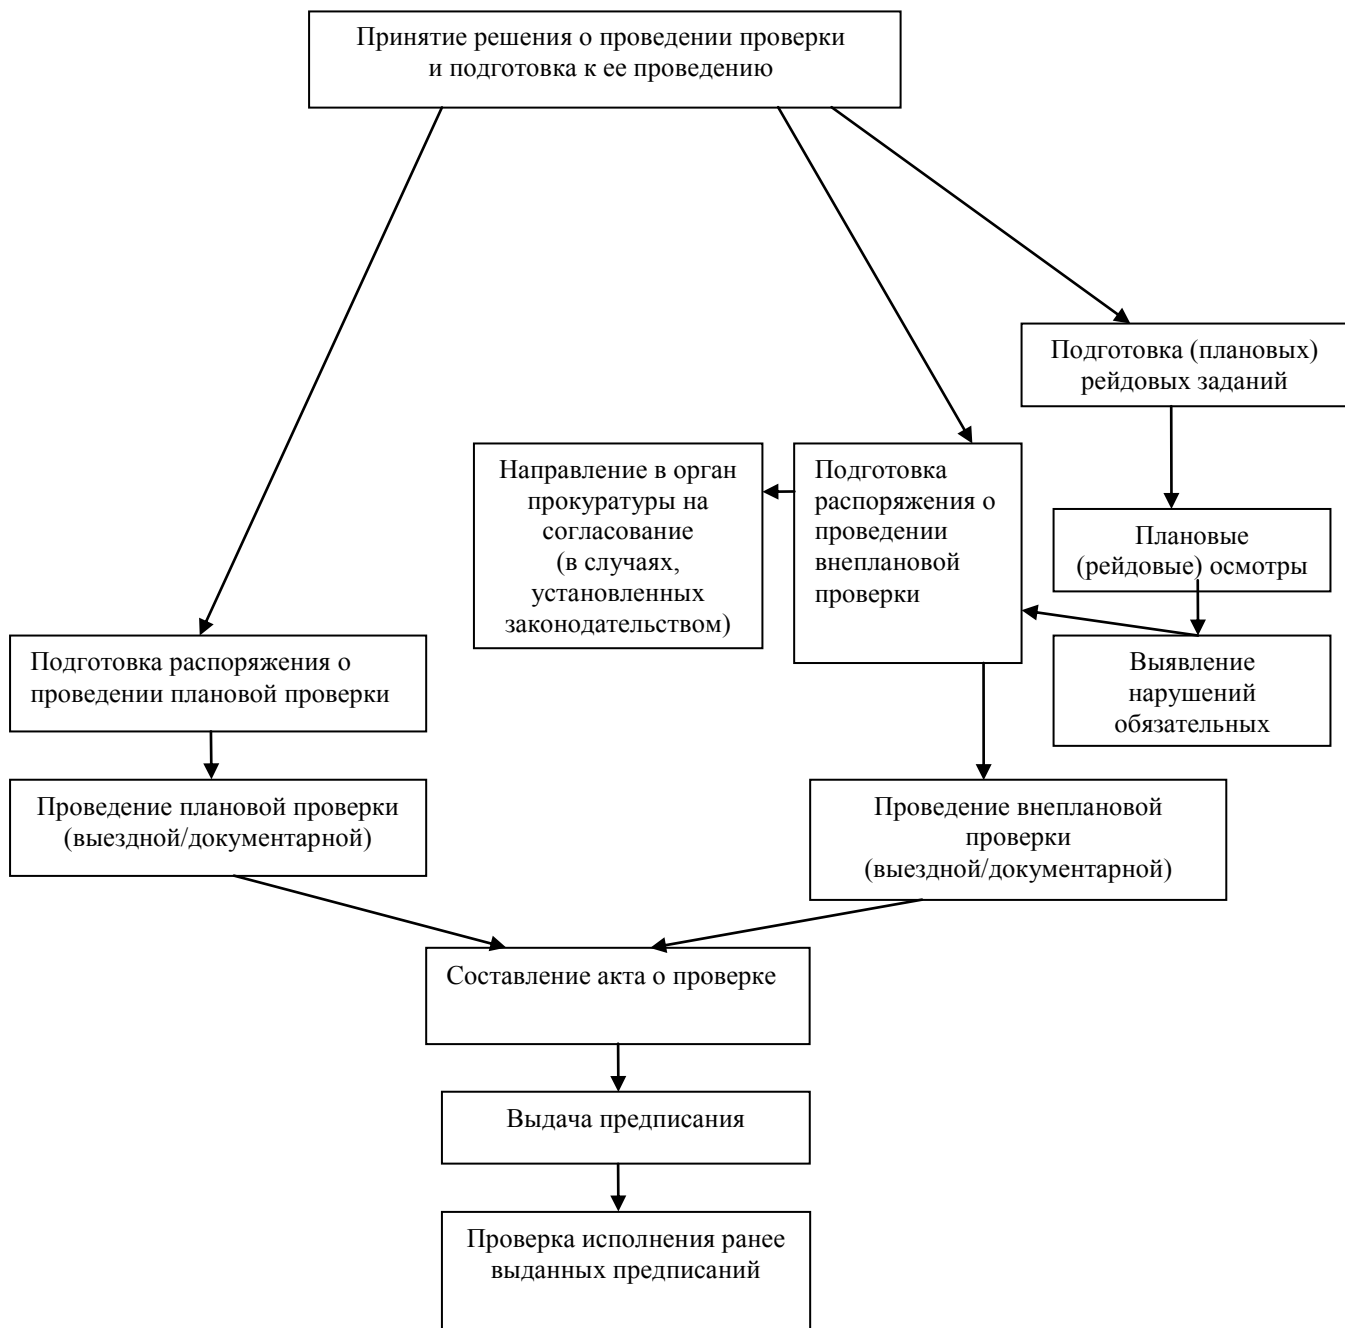 Принятие решения о проведении проверки
и подготовка к ее проведению
Подготовка (плановых)
рейдовых заданий
Направление в орган
прокуратуры на
согласование
(в случаях,
установленных
законодательством)
Подготовка
распоряжения о
проведении
внеплановой
проверки
Плановые
(рейдовые) осмотры
Подготовка распоряжения о
проведении плановой проверки
Выявление
нарушений
обязательных
Проведение плановой проверки
(выездной/документарной)
Проведение внеплановой
проверки
(выездной/документарной)
Составление акта о проверке
Выдача предписания
Проверка исполнения ранее
выданных предписаний